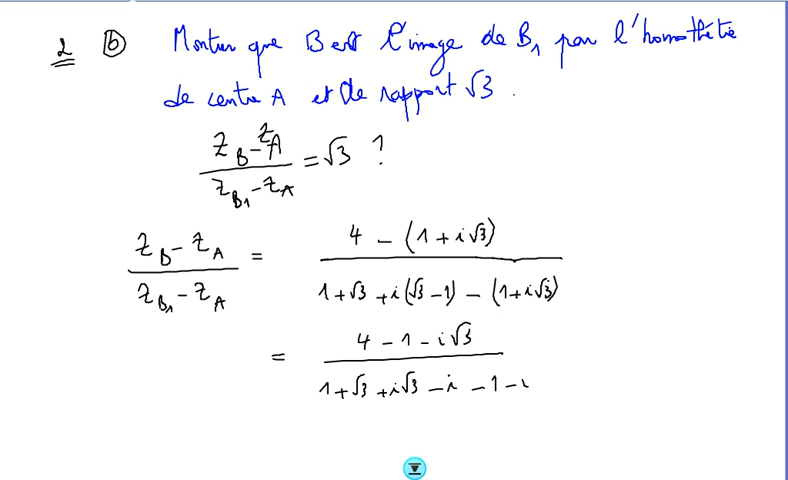 2 b Montrer que B est l'image de B₁ par l'homothétie
de centre A et de rapport √3.
(z_B - z_A)/(z_B₁ - z_A) = √3 ?
(z_B - z_A)/(z_B₁ - z_A) = (4 - (1 + i√3))/(1 + √3 + i(√3 - 1) - (1 + i√3))
= (4 - 1 - i√3)/(1 + √3 + i√3 - i - 1 - i